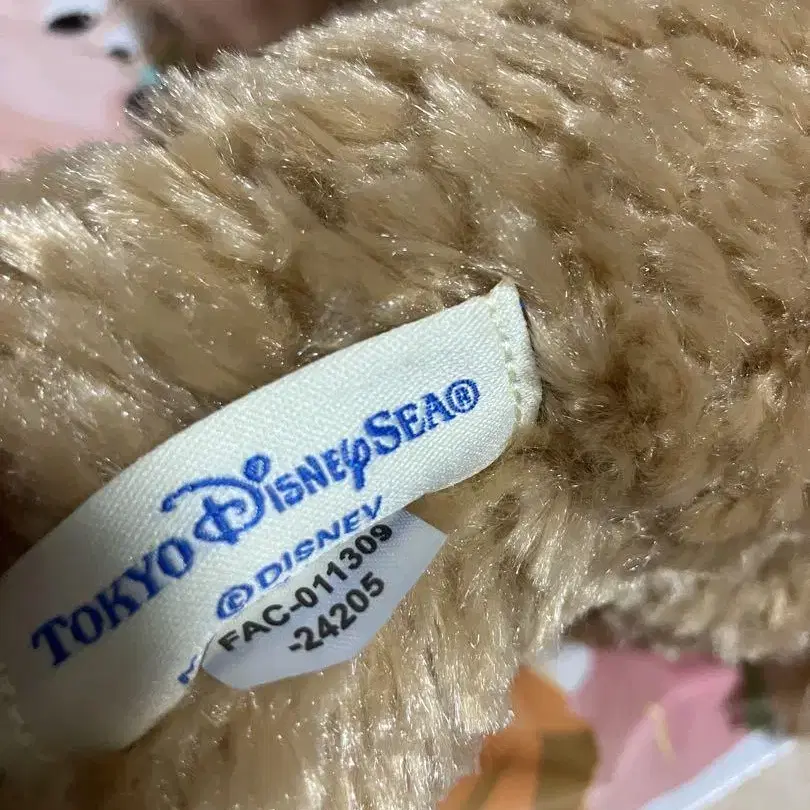 TOKYO DISNEYSEA®
©DISNEY
FAC-011309
-24205